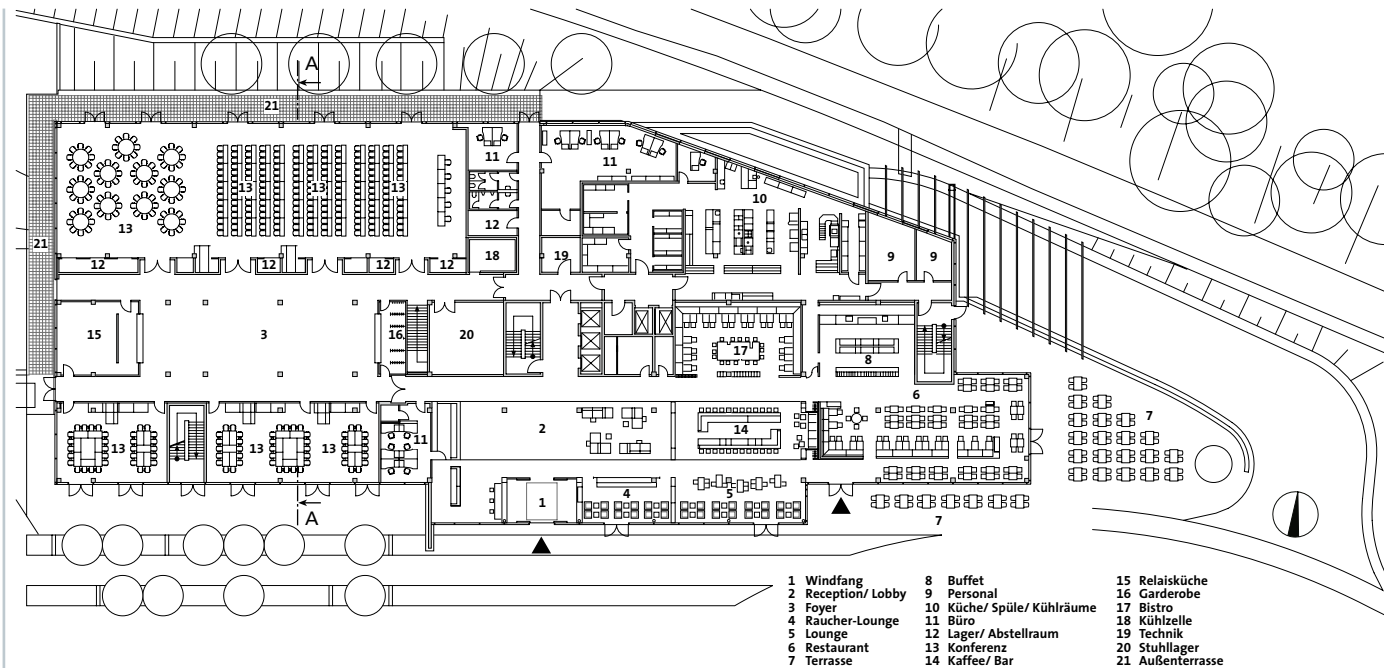 A
21
11
11
13
13
13
10
13
12
21
18
19
9
9
12
12
12
12
15
3
16
20
17
8
6
7
2
14
13
13
13
11
1
4
5
7
A
1 Windfang
2 Reception/ Lobby
3 Foyer
4 Raucher-Lounge
5 Lounge
6 Restaurant
7 Terrasse
8 Buffet
9 Personal
10 Küche/ Spüle/ Kühlräume
11 Büro
12 Lager/ Abstellraum
13 Konferenz
14 Kaffee/ Bar
15 Relaisküche
16 Garderobe
17 Bistro
18 Kühlzelle
19 Technik
20 Stuhllager
21 Außenterrasse